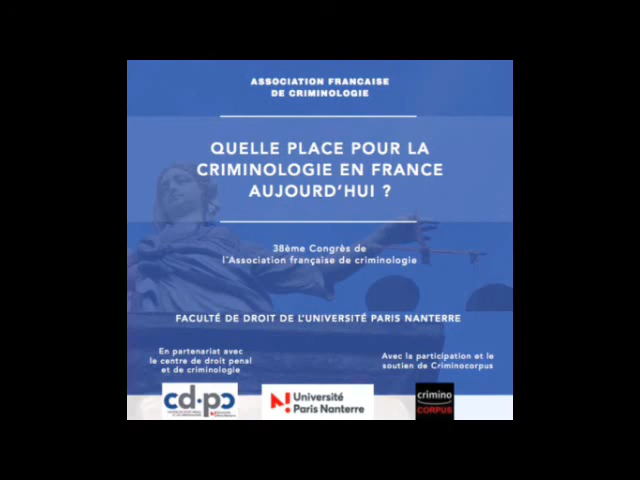 ASSOCIATION FRANCAISE
DE CRIMINOLOGIE
QUELLE PLACE POUR LA
CRIMINOLOGIE EN FRANCE
AUJOURD'HUI ?
38ème Congrès de
l'Association française de criminologie
FACULTÉ DE DROIT DE L'UNIVERSITÉ PARIS NANTERRE
En partenariat avec
le centre de droit penal
et de criminologie
Avec la participation et le
soutien de Criminocorpus
cd·pc
Université
Paris Nanterre
crimino
CORPUS